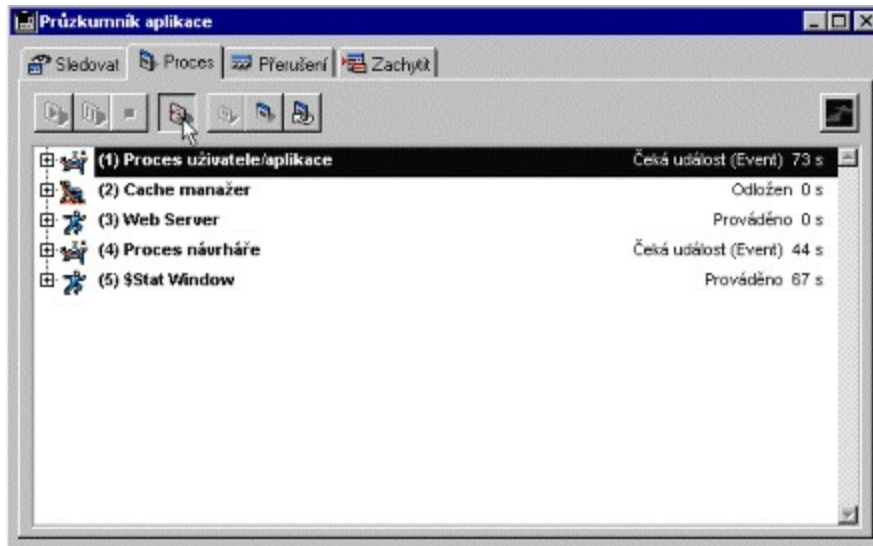 Průzkumník aplikace
Sledovat Proces Přerušení Zachytit
(1) Proces uživatele/aplikace Čeká událost (Event) 73 s
(2) Cache manažer Odložen 0 s
(3) Web Server Prováděno 0 s
(4) Proces návrháře Čeká událost (Event) 44 s
(5) $Stat Window Prováděno 67 s